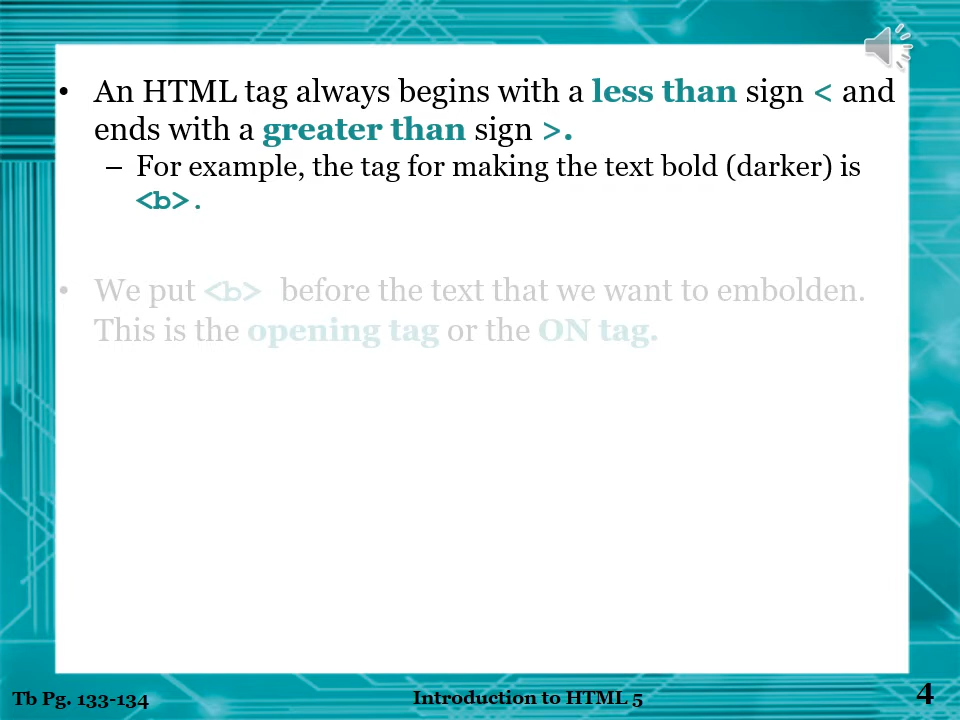 • An HTML tag always begins with a less than sign < and
ends with a greater than sign >.
– For example, the tag for making the text bold (darker) is
<b>.
• We put <b> before the text that we want to embolden.
This is the opening tag or the ON tag.
Tb Pg. 133-134
Introduction to HTML 5
4